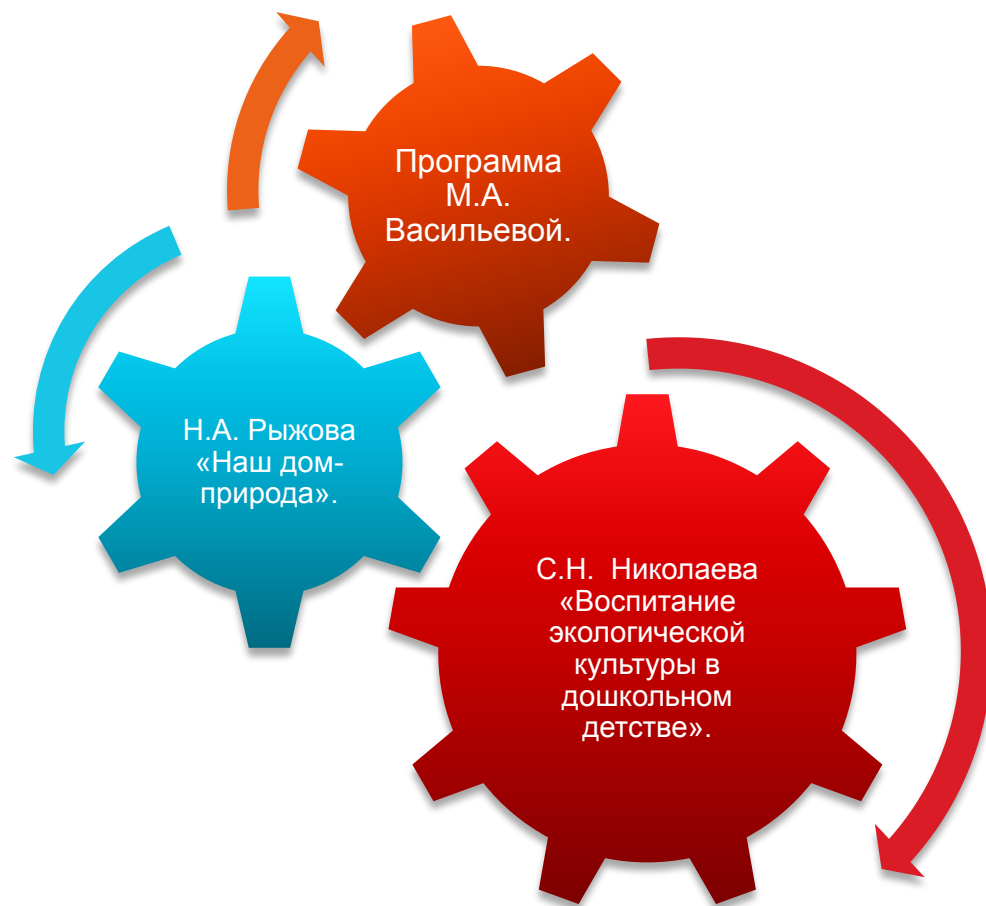 Программа
М.А.
Васильевой.
Н.А. Рыжова
«Наш дом-
природа».
С.Н. Николаева
«Воспитание
экологической
культуры в
дошкольном
детстве».